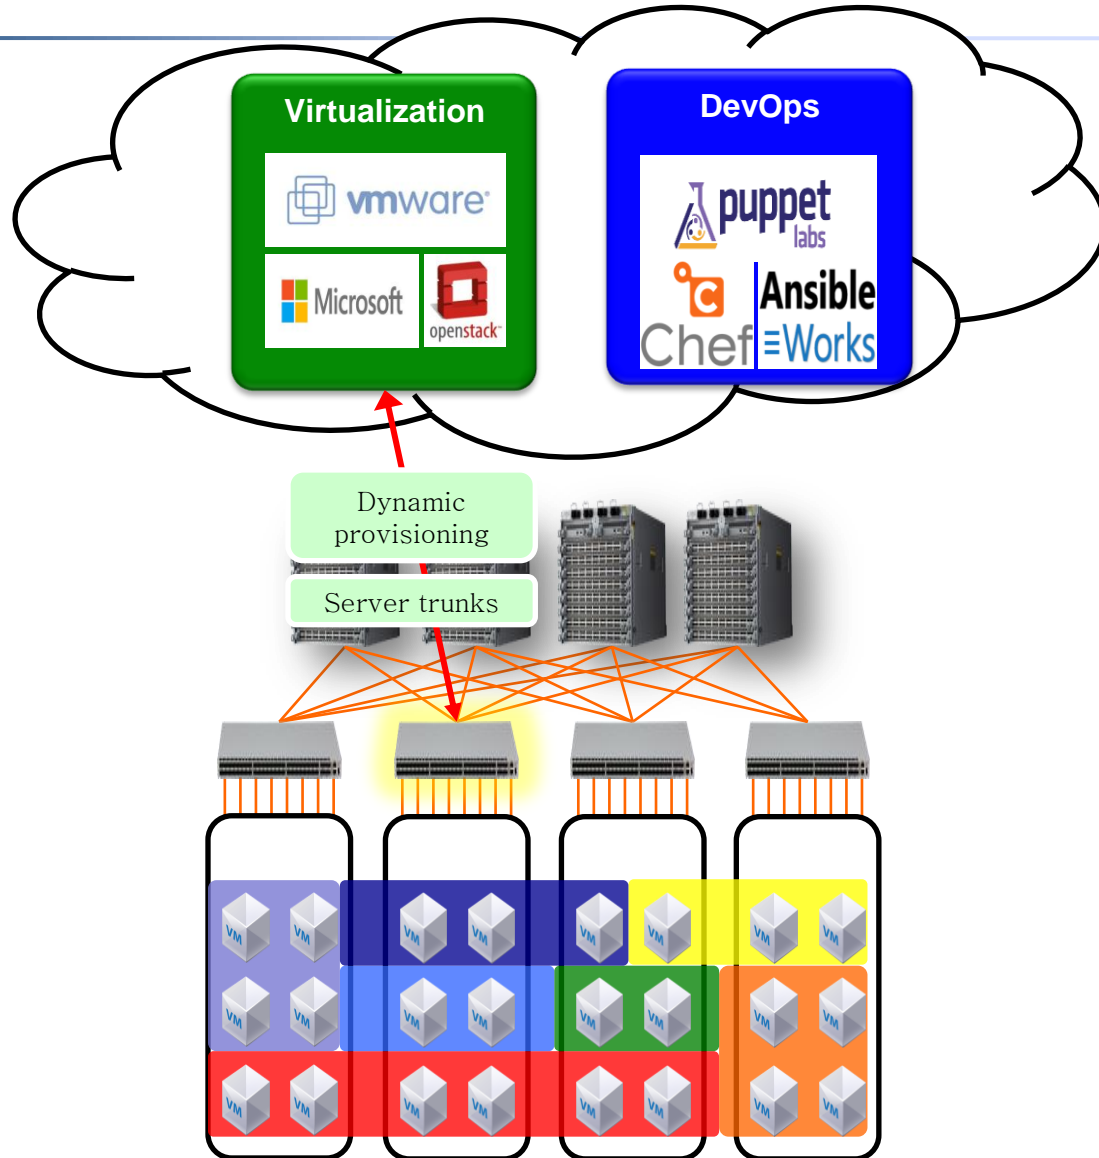 Virtualization
DevOps
vmware®
Microsoft
openstack™
puppet
labs
Chef
Ansible
Works
Dynamic
provisioning
Server trunks
VM VM VM VM VM VM VM VM
VM VM VM VM VM VM VM VM
VM VM VM VM VM VM VM VM